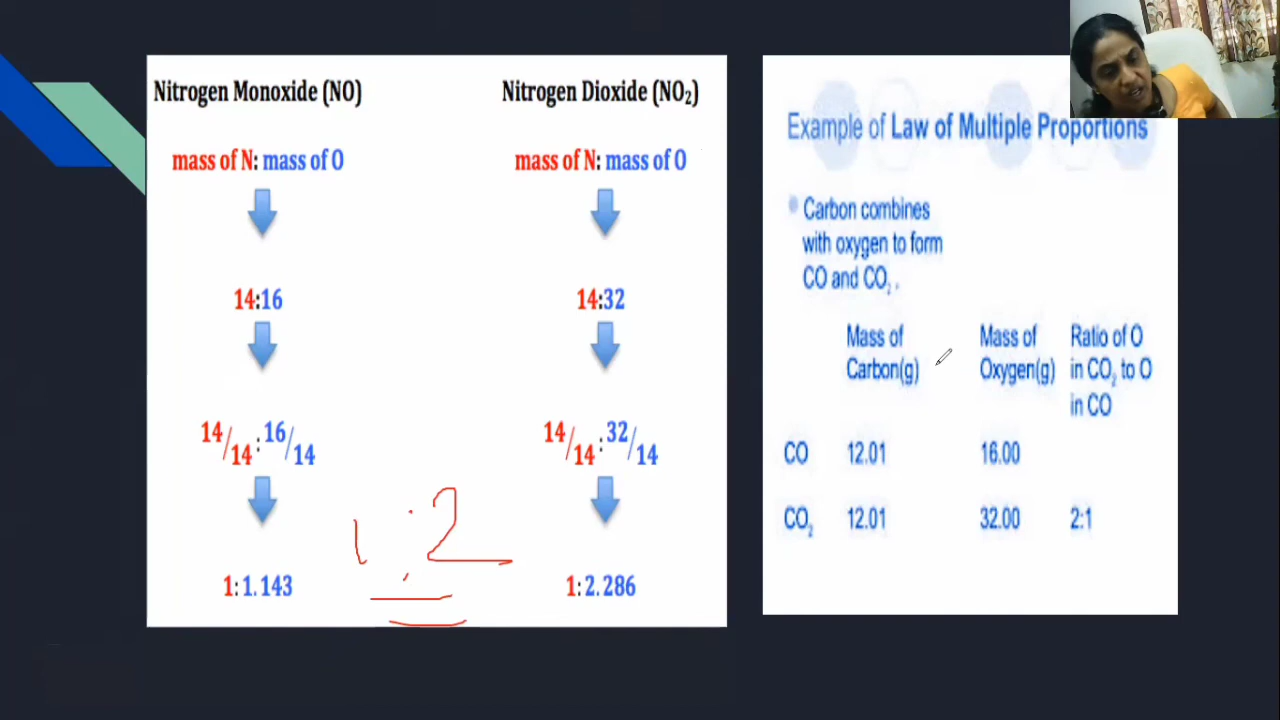 Nitrogen Monoxide (NO)
mass of N: mass of O
14:16
14/14 : 16/14
1:1.143
Nitrogen Dioxide (NO₂)
mass of N: mass of O
14:32
14/14 : 32/14
1:2.286
1:2
Example of Law of Multiple Proportions
Carbon combines
with oxygen to form
CO and CO₂ .
Mass of Carbon(g) Mass of Oxygen(g) Ratio of O in CO₂ to O in CO
CO 12.01 16.00
CO₂ 12.01 32.00 2:1